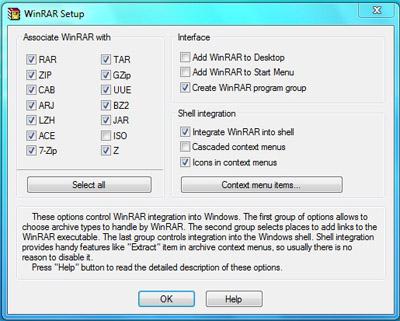 WinRAR Setup
Associate WinRAR with
RAR
TAR
ZIP
GZip
CAB
UUE
ARJ
BZ2
LZH
JAR
ACE
ISO
7-Zip
Z
Select all
Interface
Add WinRAR to Desktop
Add WinRAR to Start Menu
Create WinRAR program group
Shell integration
Integrate WinRAR into shell
Cascaded context menus
Icons in context menus
Context menu items...
These options control WinRAR integration into Windows. The first group of options allows to
choose archive types to handle by WinRAR. The second group selects places to add links to the
WinRAR executable. The last group controls integration into the Windows shell. Shell integration
provides handy features like "Extract" item in archive context menus, so usually there is no
reason to disable it.
Press "Help" button to read the detailed description of these options.
OK
Help